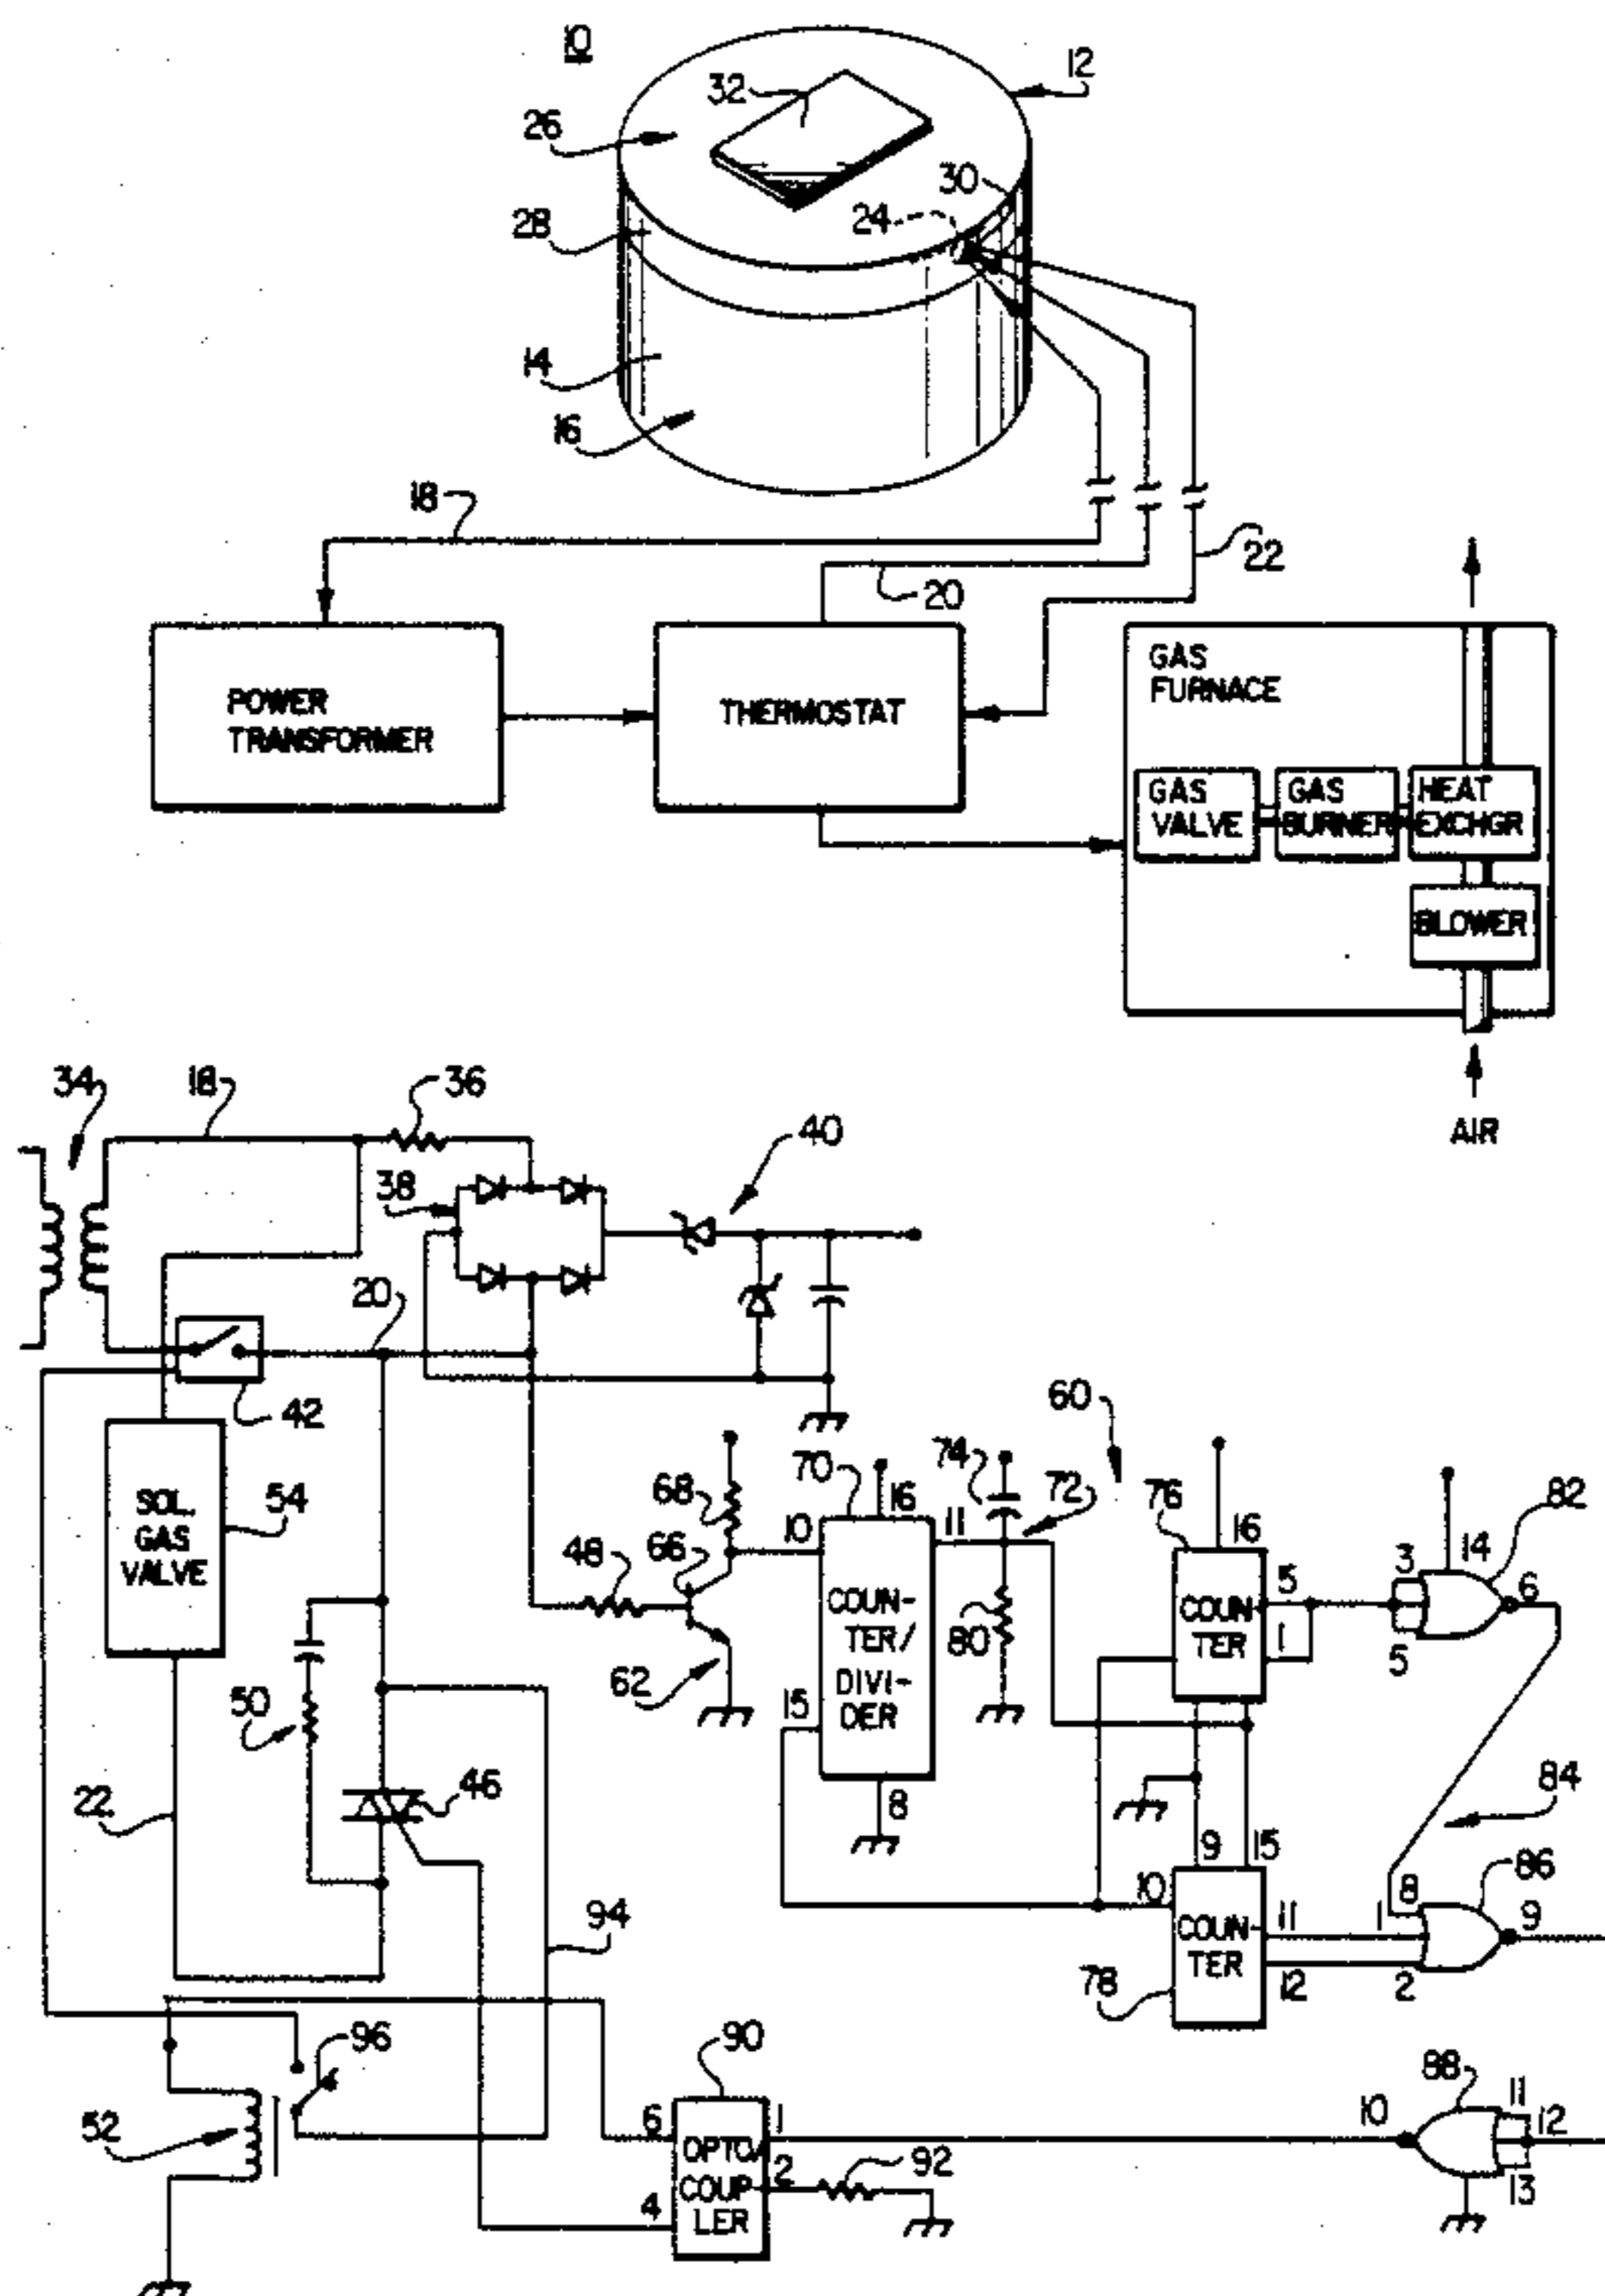 10
12
32
26
30
24
28
14
16
18
22
20
POWER
TRANSFORMER
THERMOSTAT
GAS
FURNACE
GAS
VALVE
GAS
BURNER
HEAT
EXCHGR
BLOWER
AIR
34
18
36
40
38
20
42
60
SOL.
GAS
VALVE
54
68
70
16
74
72
76
16
82
10
11
3
14
48
66
COUN-
TER/
DIVI-
DER
80
COUN-
TER
5
1
6
5
62
15
50
8
46
22
84
9
15
86
10
8
94
COUN-
TER
11
1
9
78
12
2
96
90
88
11
10
12
52
6
OPTO/
COUP-
LER
1
2
92
13
4